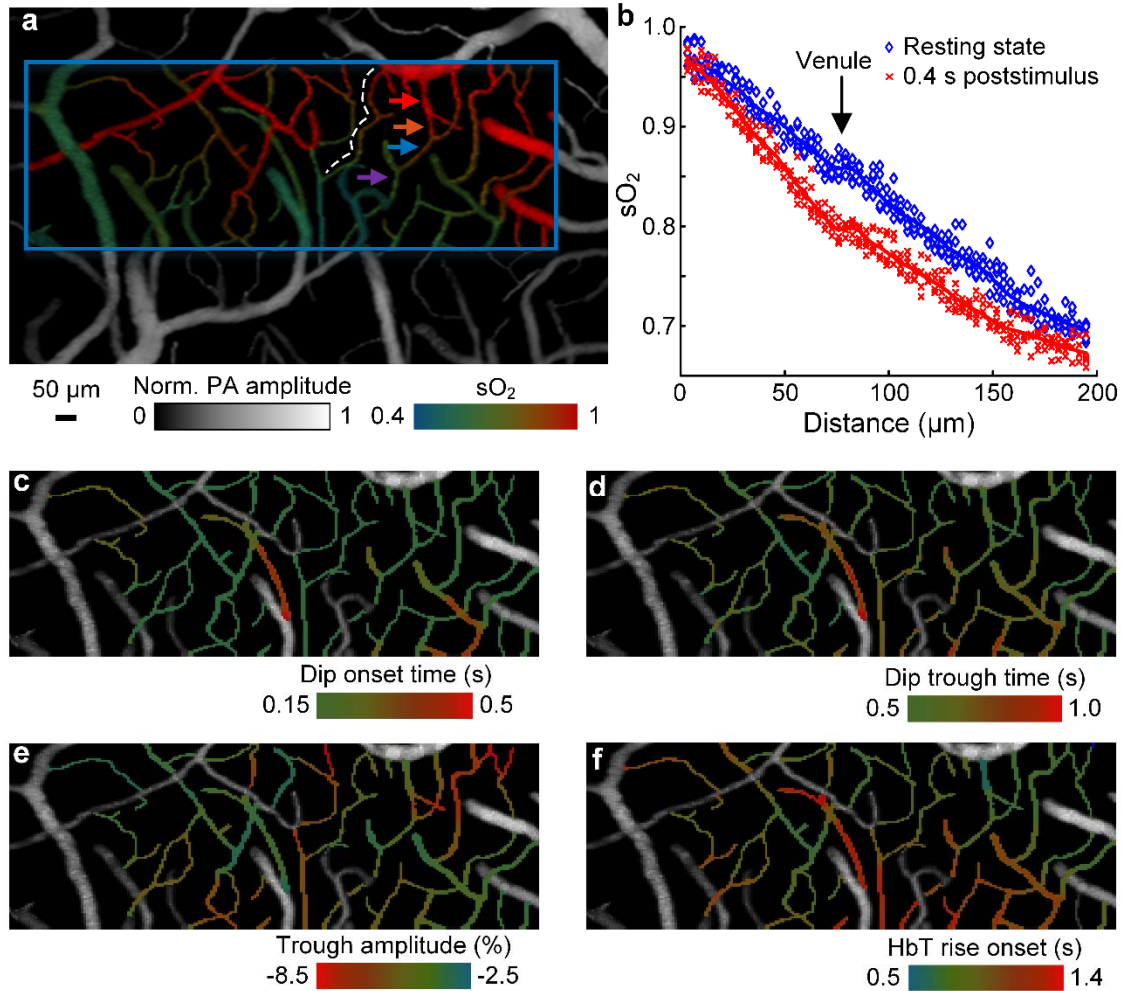 a
50 µm
Norm. PA amplitude
0
1
sO₂
0.4
1
b
1.0
0.9
0.8
0.7
sO₂
Venule
Resting state
0.4 s poststimulus
0
50
100
150
200
Distance (µm)
c
Dip onset time (s)
0.15
0.5
d
Dip trough time (s)
0.5
1.0
e
Trough amplitude (%)
-8.5
-2.5
f
HbT rise onset (s)
0.5
1.4